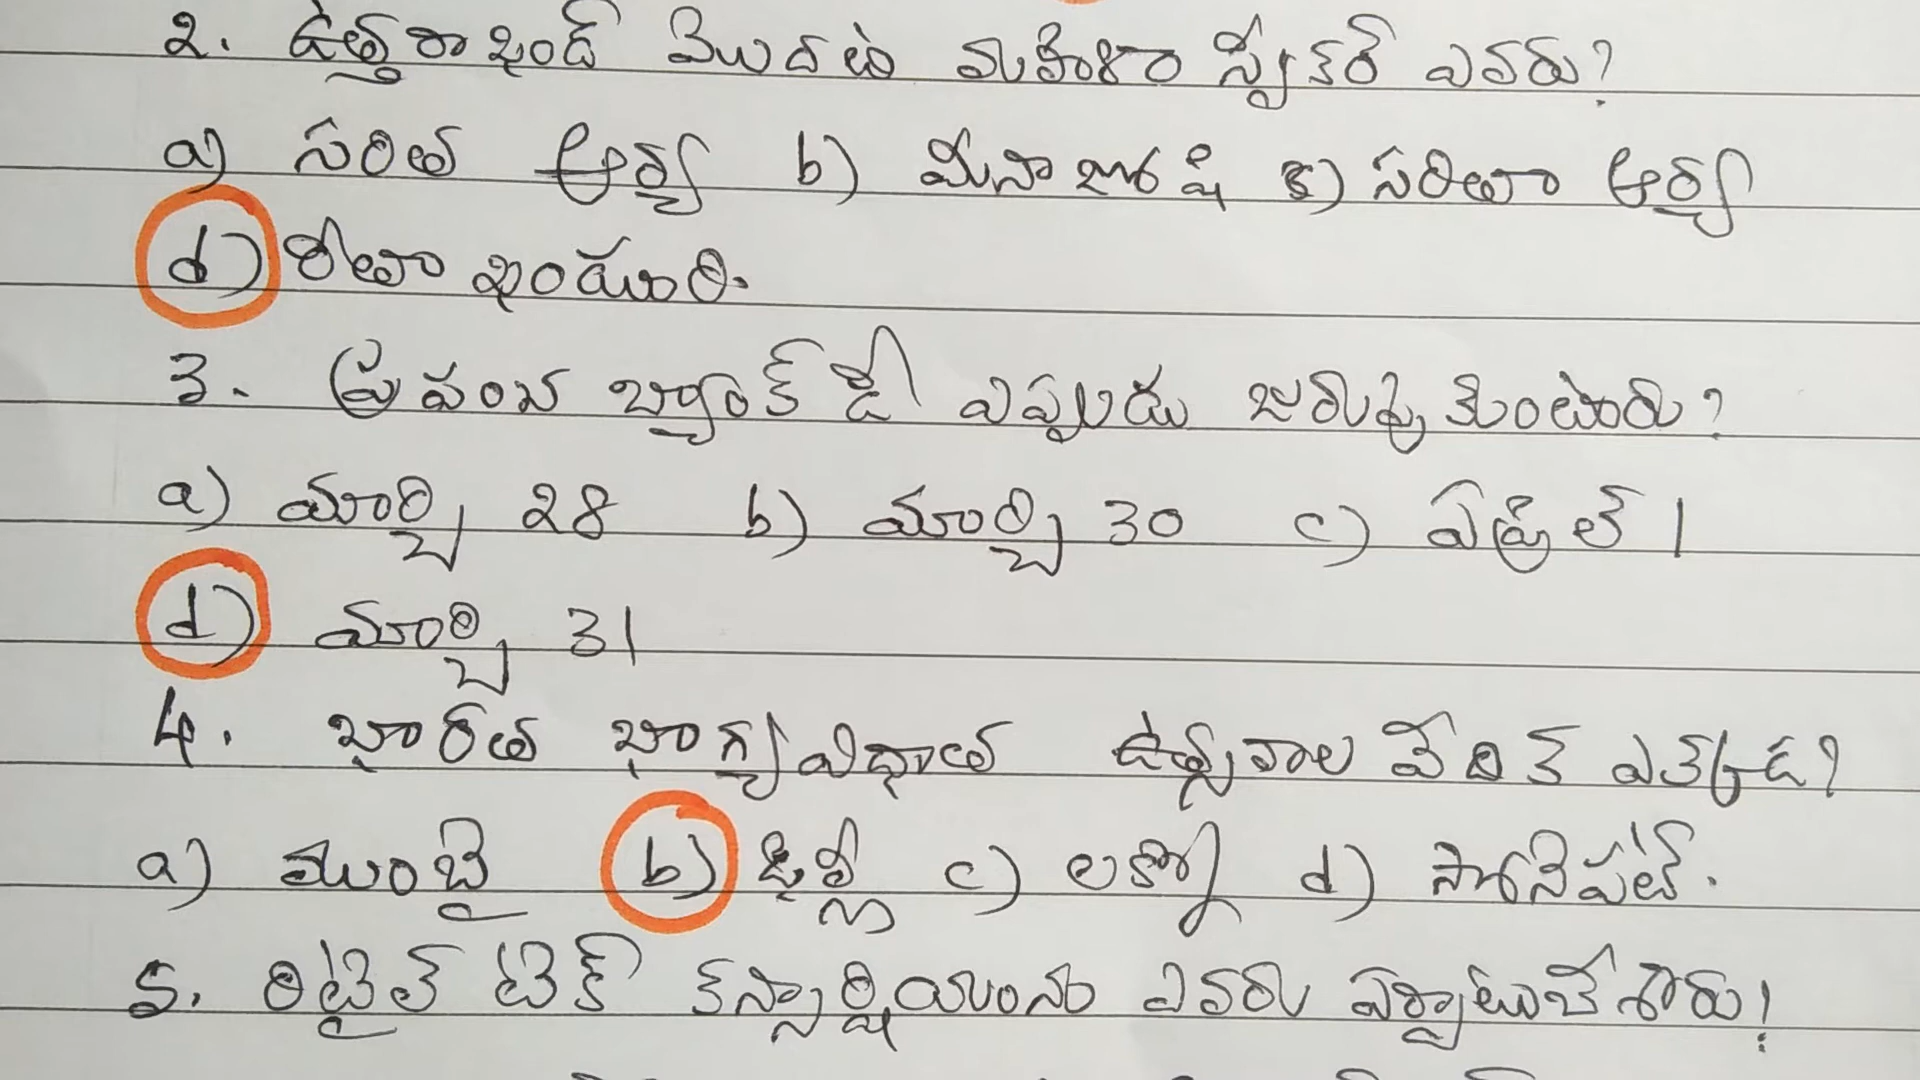 2. ఉత్తరాఖండ్ మొదట మహిళా స్పీకర్ ఎవరు?
a) సరిత ఆర్య b) మీనా జోషి c) సరితా ఆర్య
d) రీతూ ఖండూరి.
3. ప్రపంచ బ్యాంక్ డే ఎప్పుడు జరుపుకుంటారు?
a) మార్చి 28 b) మార్చి 30 c) ఏప్రిల్ 1
d) మార్చి 31
4. భారత భాగ్యవిధాత ఉత్సవాల వేదిక ఎక్కడ?
a) ముంబై b) ఢిల్లీ c) లక్నో d) సోనిపట్.
5. రిటైల్ టెక్ కన్సార్షియంను ఎవరు ఏర్పాటుచేశారు?